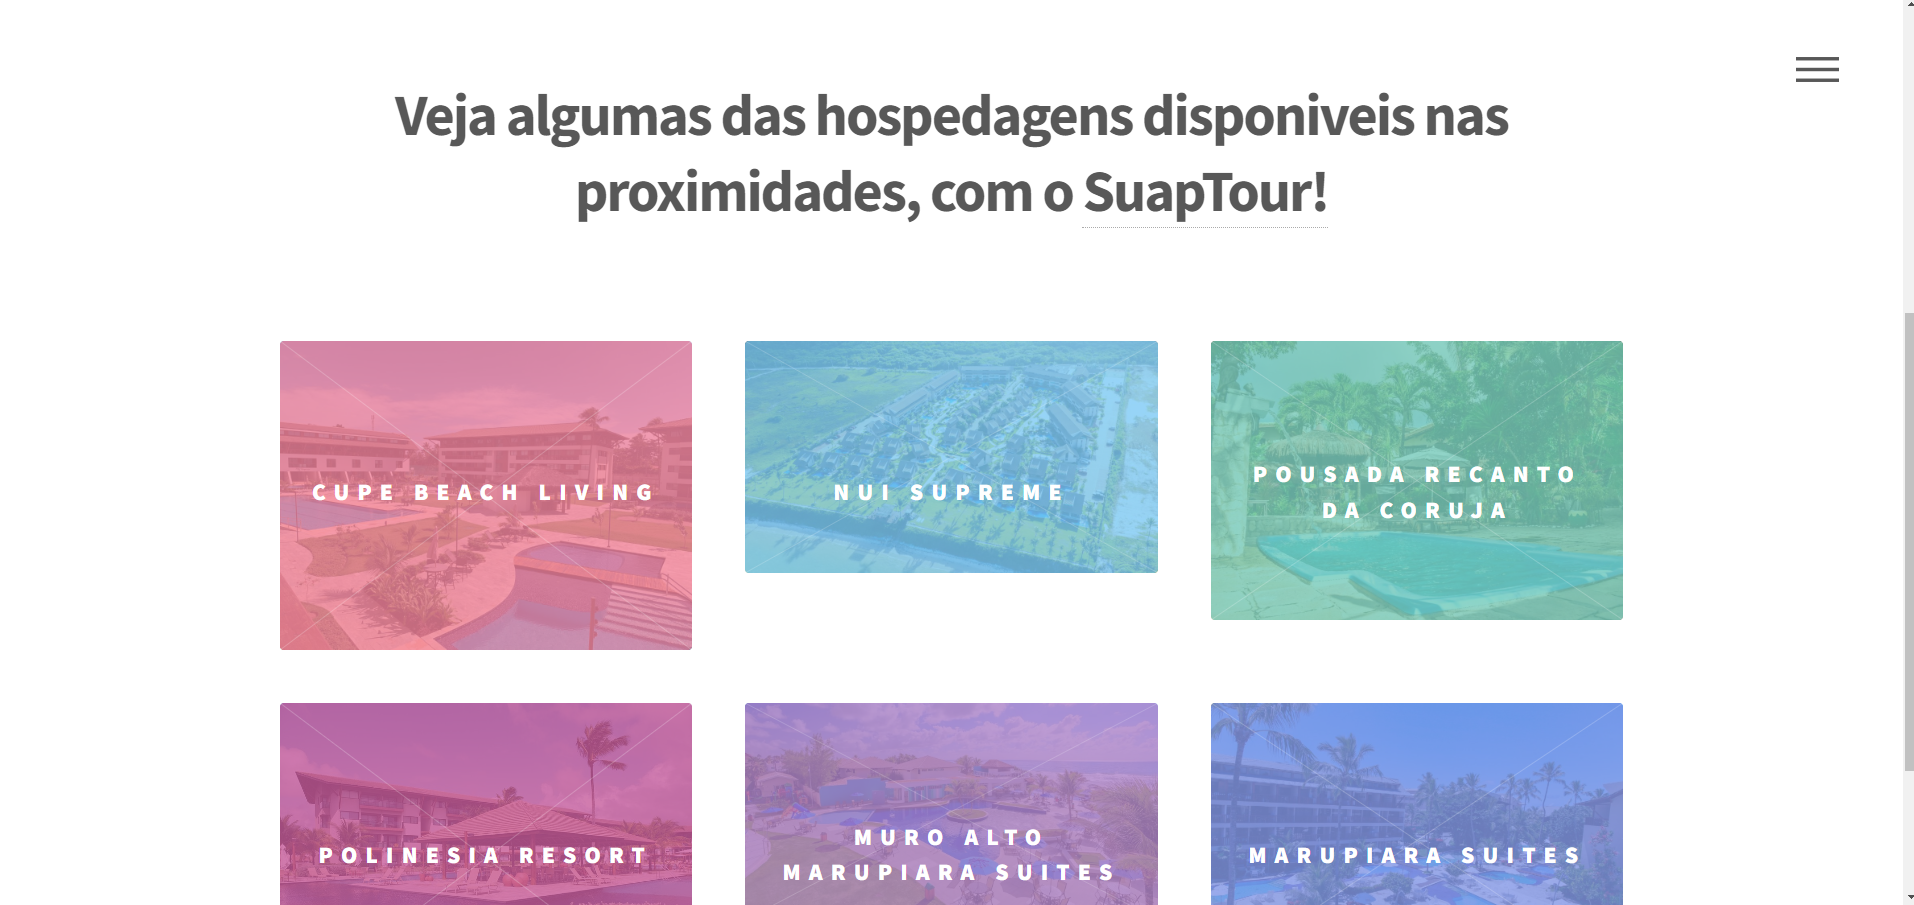 Veja algumas das hospedagens disponiveis nas
proximidades, com o SuapTour!
CUPE BEACH LIVING
NUI SUPREME
POUSADA RECANTO
DA CORUJA
POLINESIA RESORT
MURO ALTO
MARUPIARA SUITES
MARUPIARA SUITES